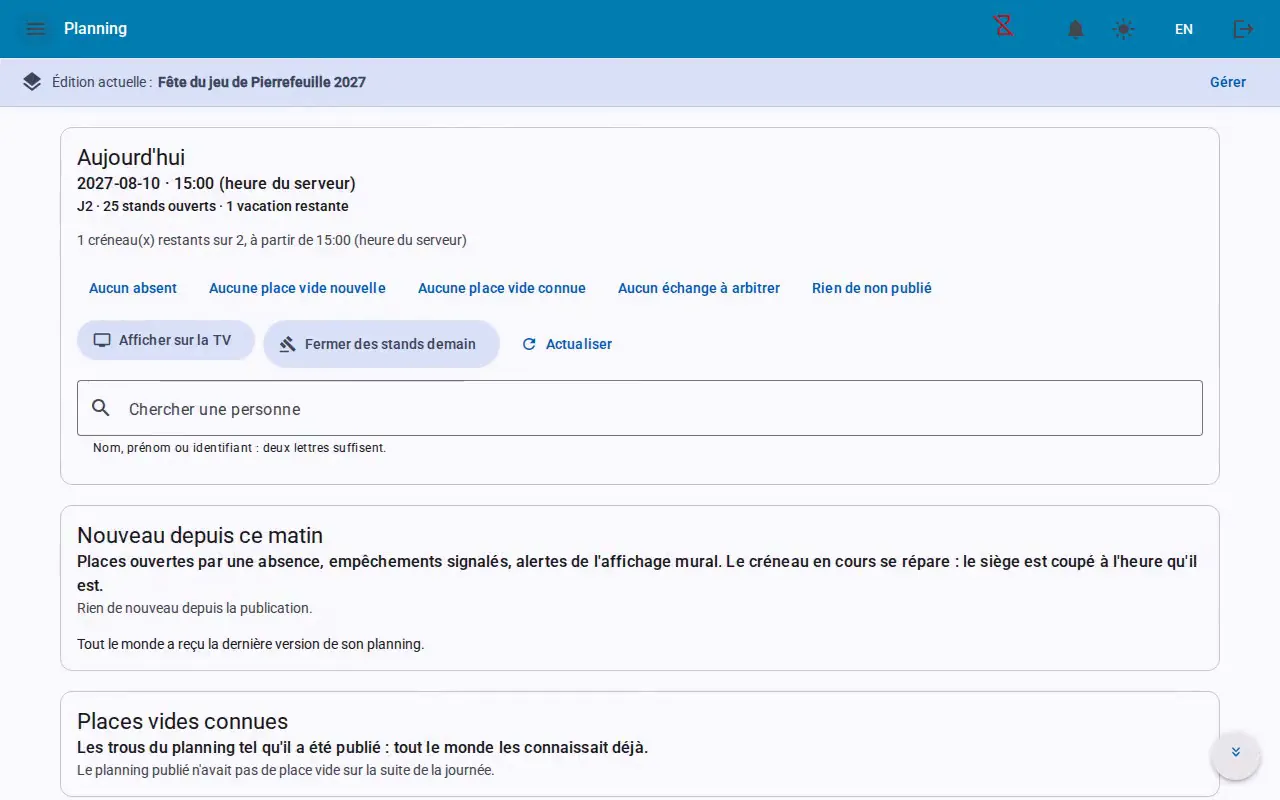 Planning
EN
Édition actuelle : Fête du jeu de Pierrefeuille 2027
Gérer
Aujourd'hui
2027-08-10 · 15:00 (heure du serveur)
J2 · 25 stands ouverts · 1 vacation restante
1 créneau(x) restants sur 2, à partir de 15:00 (heure du serveur)
Aucun absent
Aucune place vide nouvelle
Aucune place vide connue
Aucun échange à arbitrer
Rien de non publié
Afficher sur la TV
Fermer des stands demain
Actualiser
Chercher une personne
Nom, prénom ou identifiant : deux lettres suffisent.
Nouveau depuis ce matin
Places ouvertes par une absence, empêchements signalés, alertes de l'affichage mural. Le créneau en cours se répare : le siège est coupé à l'heure qu'il
est.
Rien de nouveau depuis la publication.
Tout le monde a reçu la dernière version de son planning.
Places vides connues
Les trous du planning tel qu'il a été publié : tout le monde les connaissait déjà.
Le planning publié n'avait pas de place vide sur la suite de la journée.